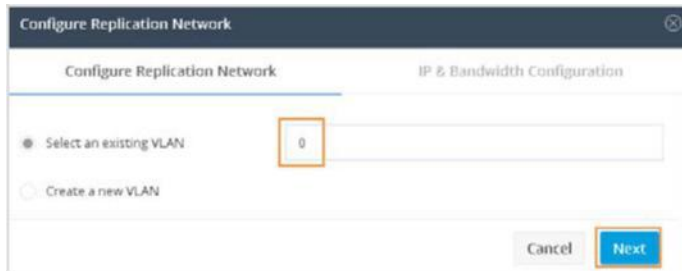 Configure Replication Network
Configure Replication Network IP & Bandwidth Configuration
Select an existing VLAN 0
Create a new VLAN
Cancel Next